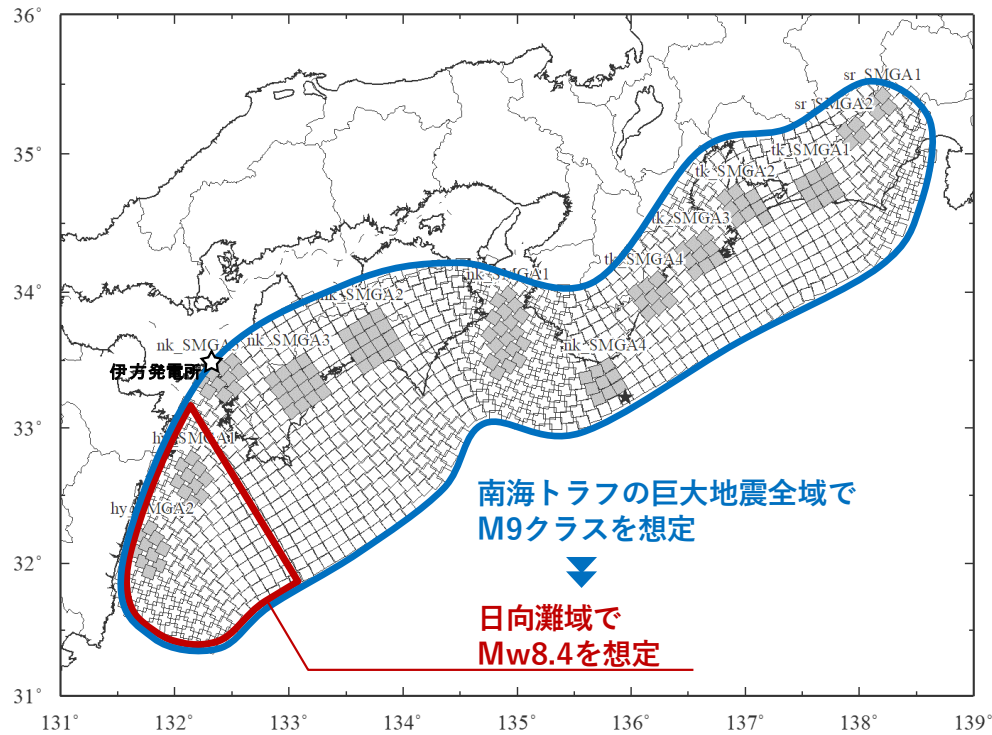 36°
35°
34°
33°
32°
31°
131
132
133
134
135
136
137
138
139
sr_SMGA1
sr_SMGA2
tk_SMGA1
tk_SMGA2
tk_SMGA3
tk_SMGA4
nk_SMGA1
nk_SMGA2
nk_SMGA3
nk_SMGA4
nk_SMGA5
伊方発電所
hy_SMGA1
hy_SMGA2
南海トラフの巨大地震全域で
M9クラスを想定
日向灘域で
Mw8.4を想定